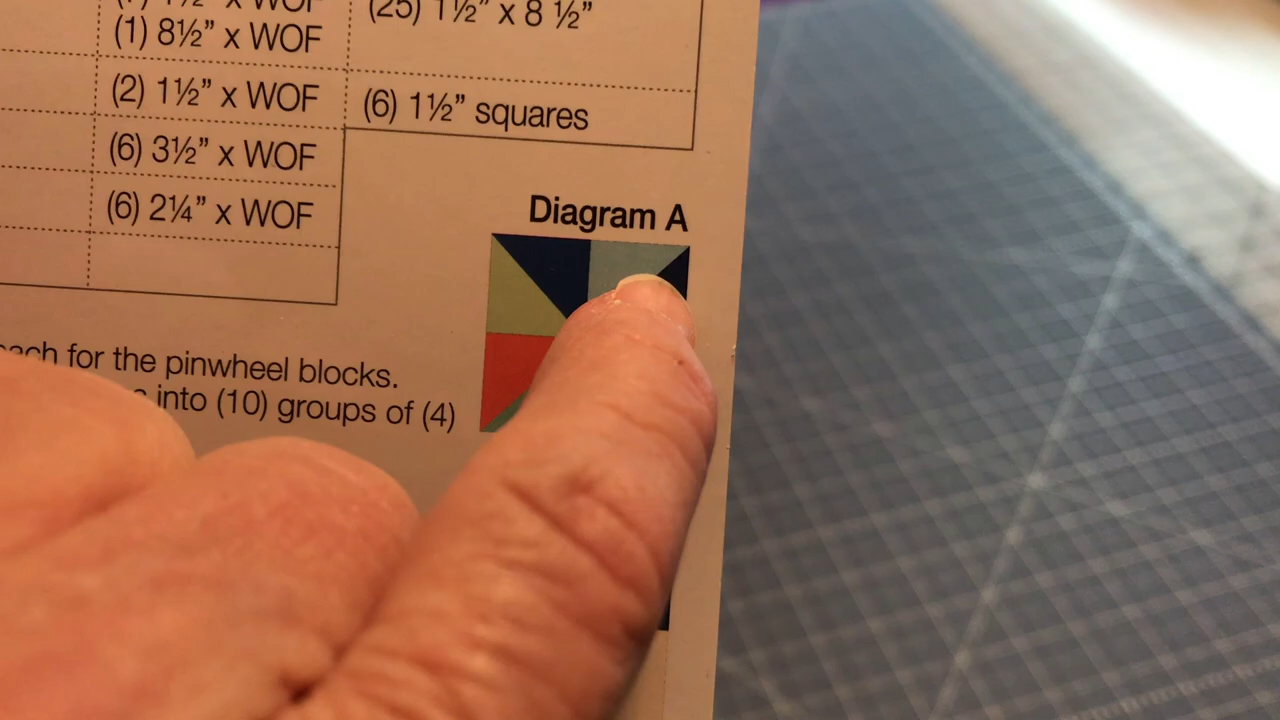 (1) 8½” x WOF
(25) 1½” x 8 ½”
(2) 1½” x WOF
(6) 1½” squares
(6) 3½” x WOF
(6) 2¼” x WOF
Diagram A
for the pinwheel blocks.
into (10) groups of (4)